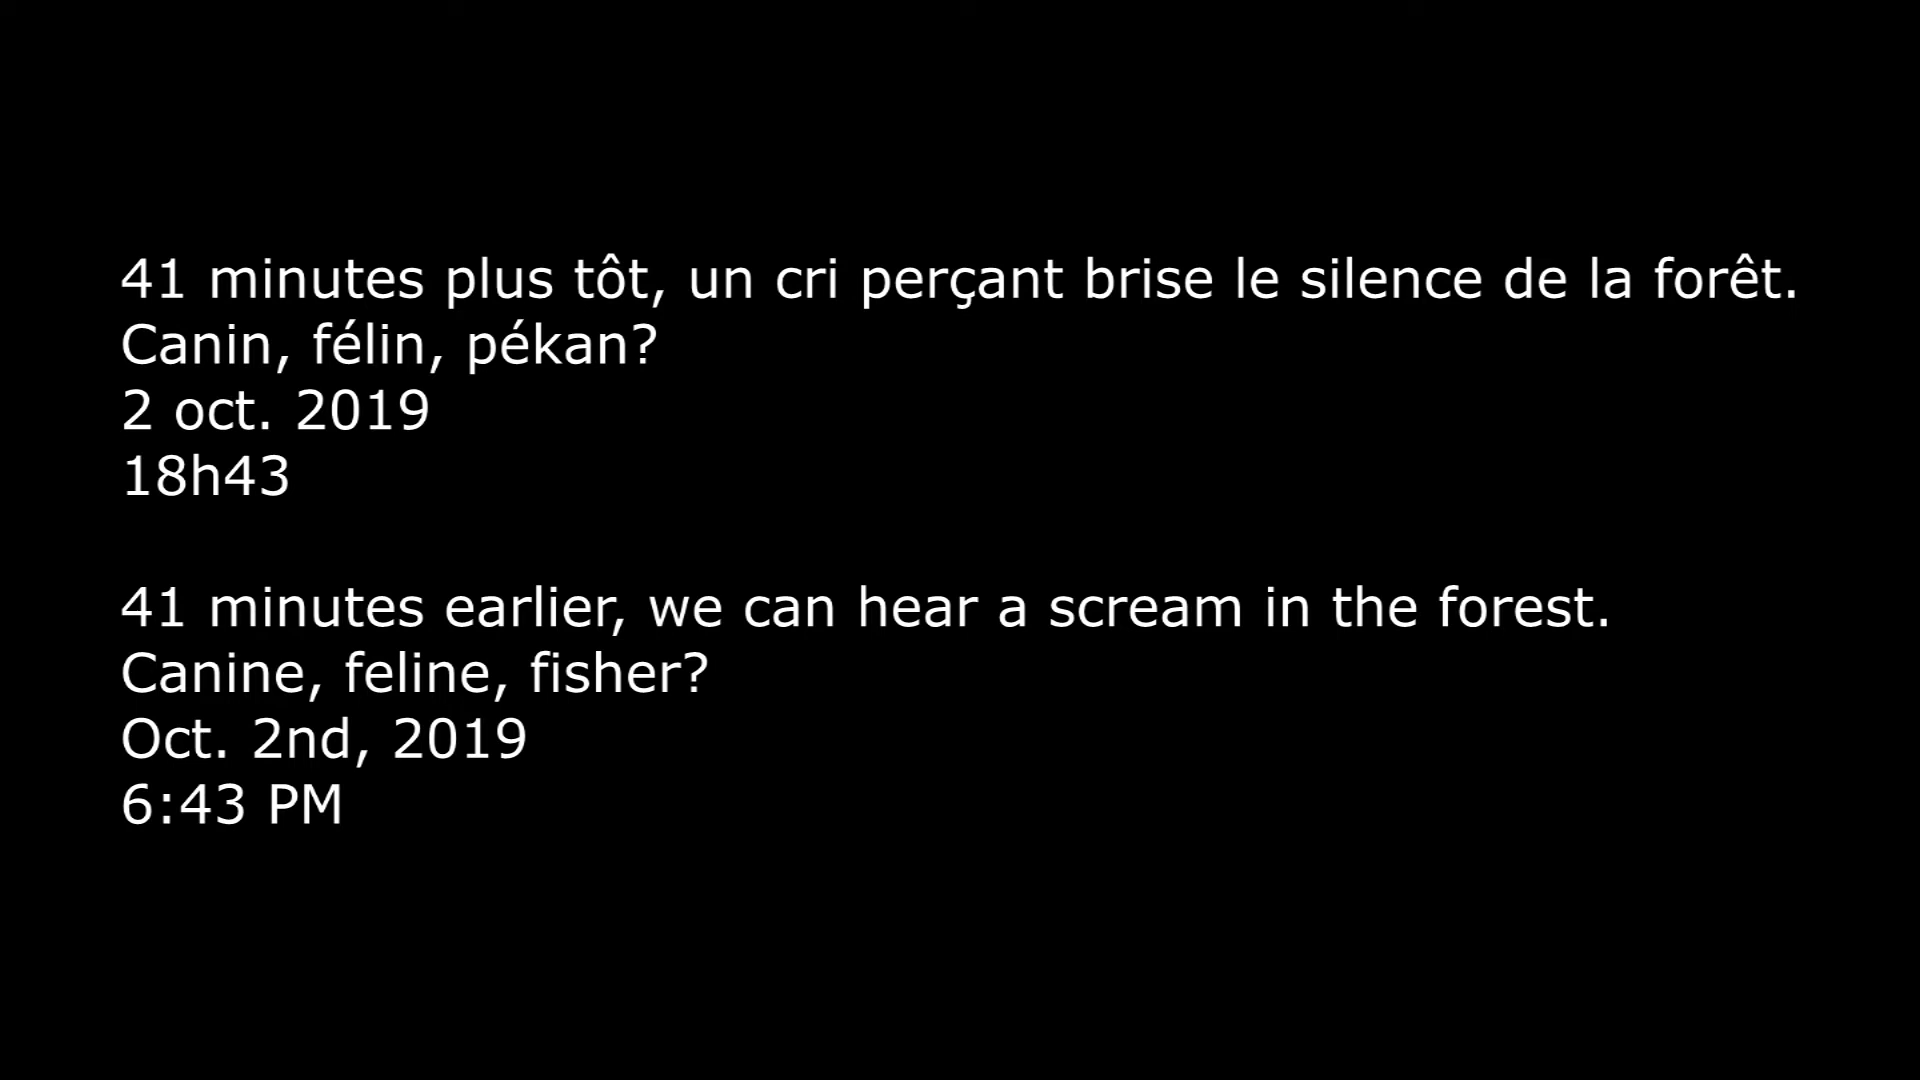 41 minutes plus tôt, un cri perçant brise le silence de la forêt.
Canin, félin, pékan?
2 oct. 2019
18h43
41 minutes earlier, we can hear a scream in the forest.
Canine, feline, fisher?
Oct. 2nd, 2019
6:43 PM